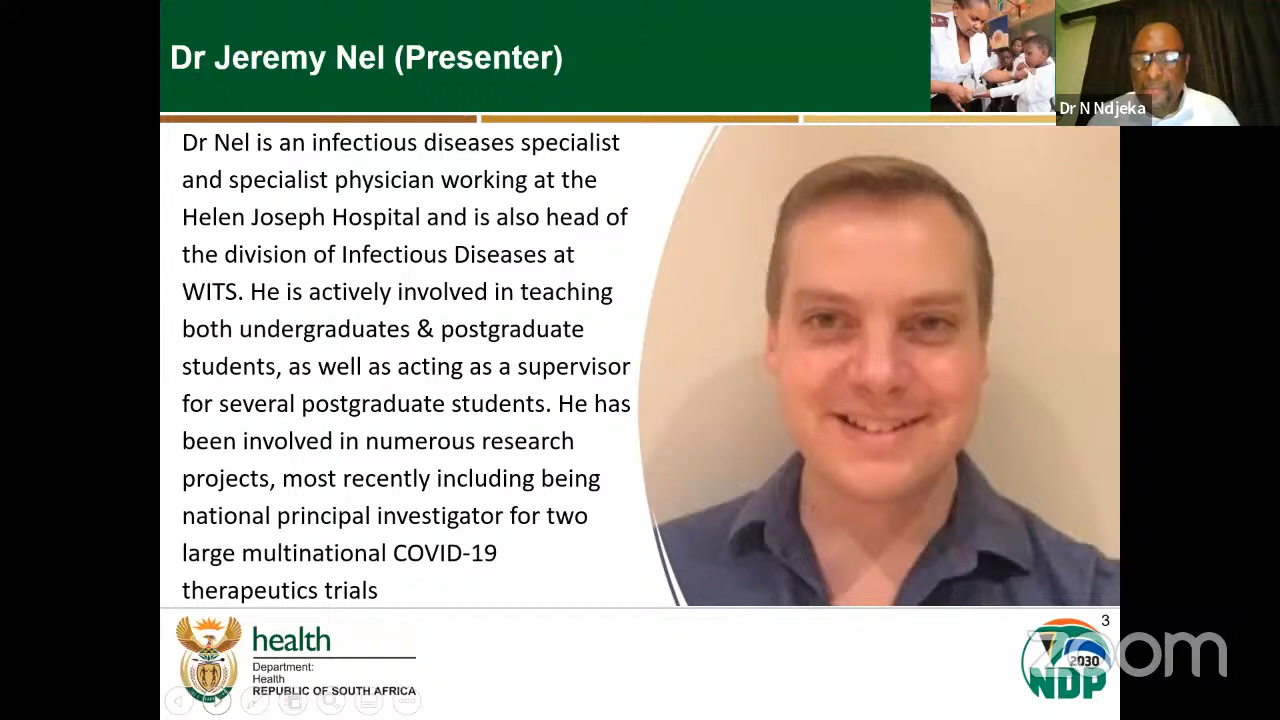 Dr Jeremy Nel (Presenter)
Dr N Ndjeka
Dr Nel is an infectious diseases specialist
and specialist physician working at the
Helen Joseph Hospital and is also head of
the division of Infectious Diseases at
WITS. He is actively involved in teaching
both undergraduates & postgraduate
students, as well as acting as a supervisor
for several postgraduate students. He has
been involved in numerous research
projects, most recently including being
national principal investigator for two
large multinational COVID-19
therapeutics trials
health
Department:
Health
REPUBLIC OF SOUTH AFRICA
3
2030
NDP
zoom